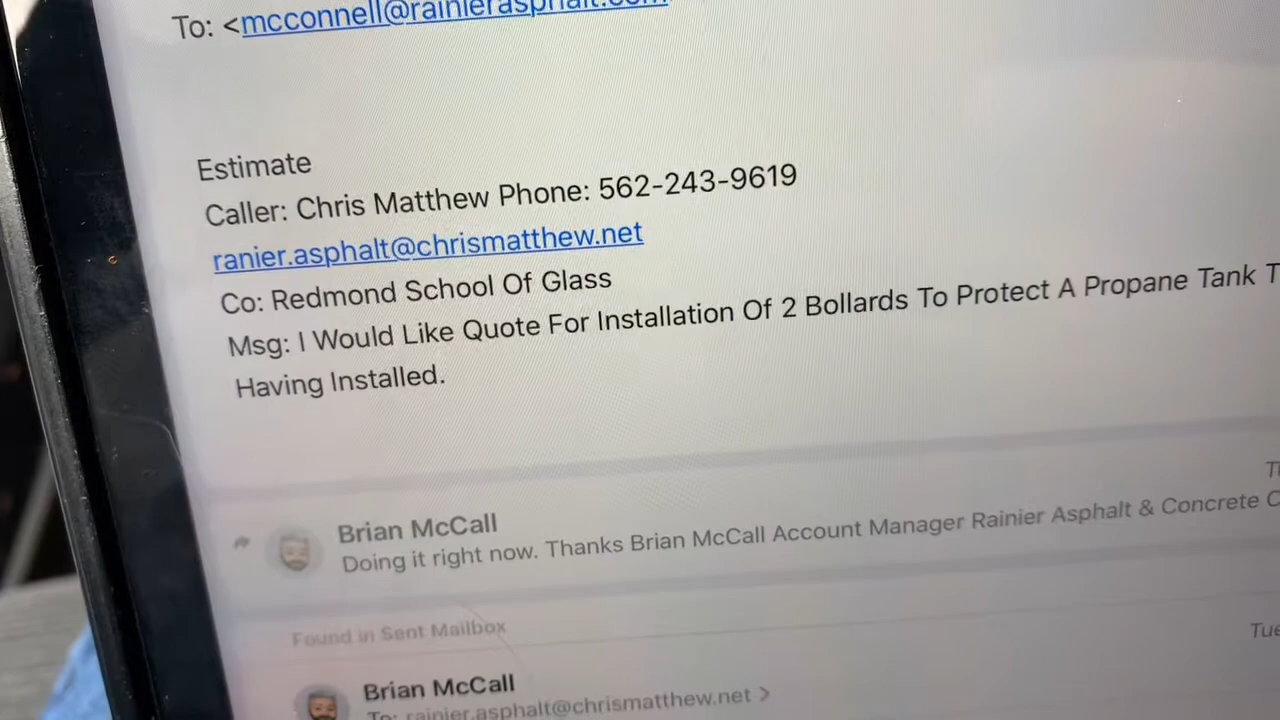 To: <mcconnell@rainierasphalt.com
Estimate
Caller: Chris Matthew Phone: 562-243-9619
ranier.asphalt@chrismatthew.net
Co: Redmond School Of Glass
Msg: I Would Like Quote For Installation Of 2 Bollards To Protect A Propane Tank T
Having Installed.
Brian McCall
Doing it right now. Thanks Brian McCall Account Manager Rainier Asphalt & Concrete C
Found in Sent Mailbox
Tue
Brian McCall
To: rainier.asphalt@chrismatthew.net >